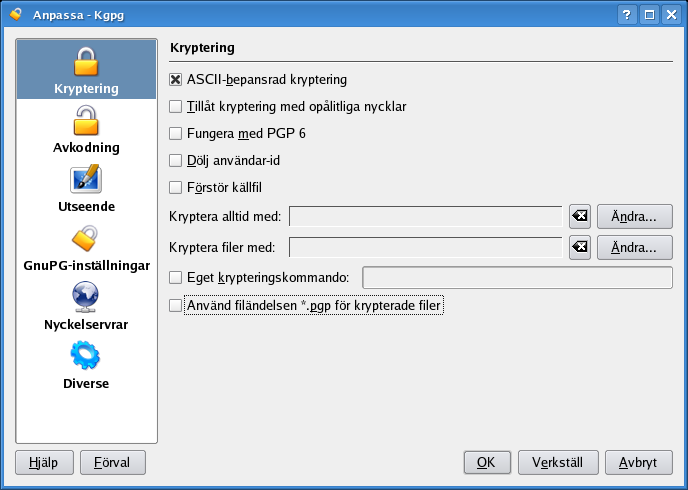 Anpassa - Kgpg
Kryptering
Avkodning
Utseende
GnuPG-inställningar
Nyckelservrar
Diverse
Kryptering
ASCII-bepansrad kryptering
Tillåt kryptering med opålitliga nycklar
Fungera med PGP 6
Dölj användar-id
Förstör källfil
Kryptera alltid med: Ändra...
Kryptera filer med: Ändra...
Eget krypteringskommando:
Använd filändelsen *.pgp för krypterade filer
Hjälp Förval OK Verkställ Avbryt